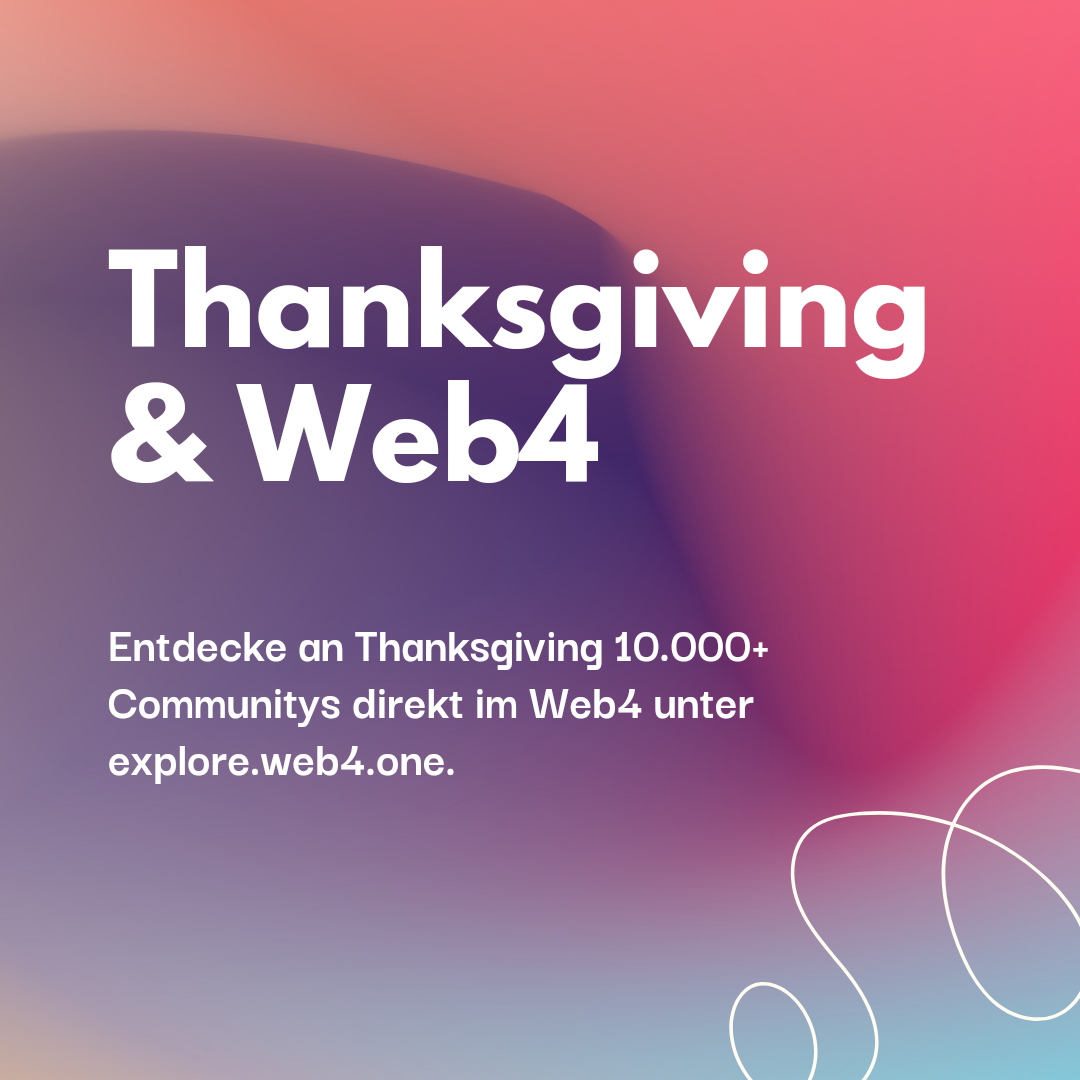 Thanksgiving
& Web4
Entdecke an Thanksgiving 10.000+
Communitys direkt im Web4 unter
explore.web4.one.